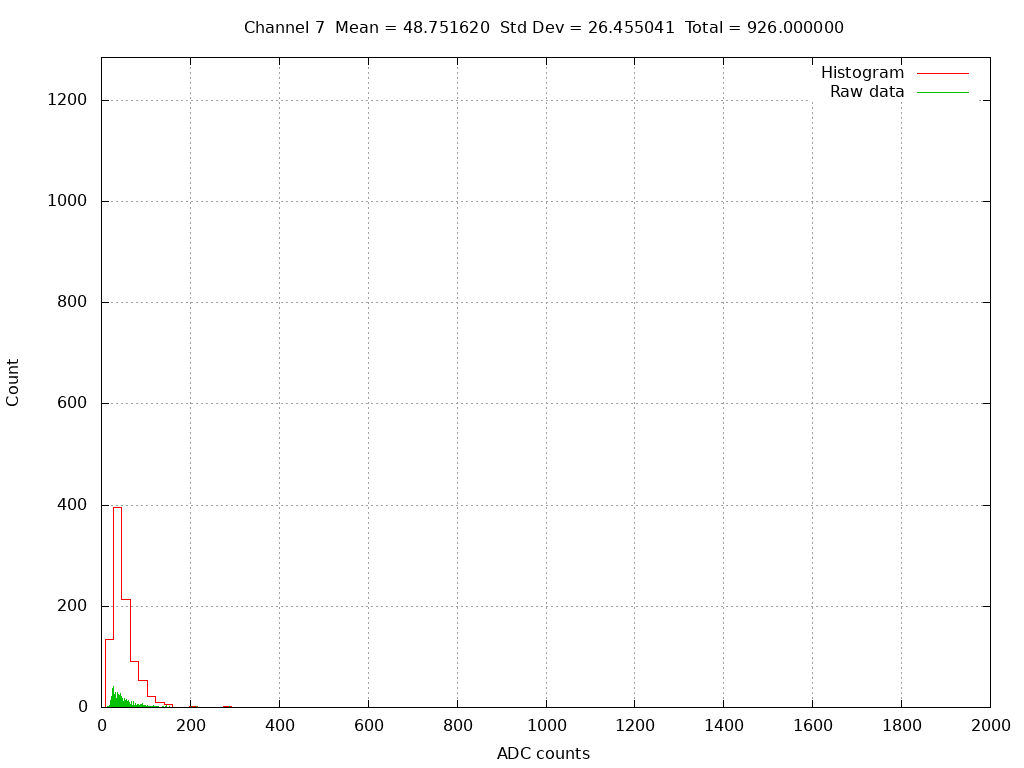 Channel 7  Mean = 48.751620  Std Dev = 26.455041  Total = 926.000000
Histogram
Raw data
1200
1000
800
600
400
200
0
Count
0 200 400 600 800 1000 1200 1400 1600 1800 2000
ADC counts